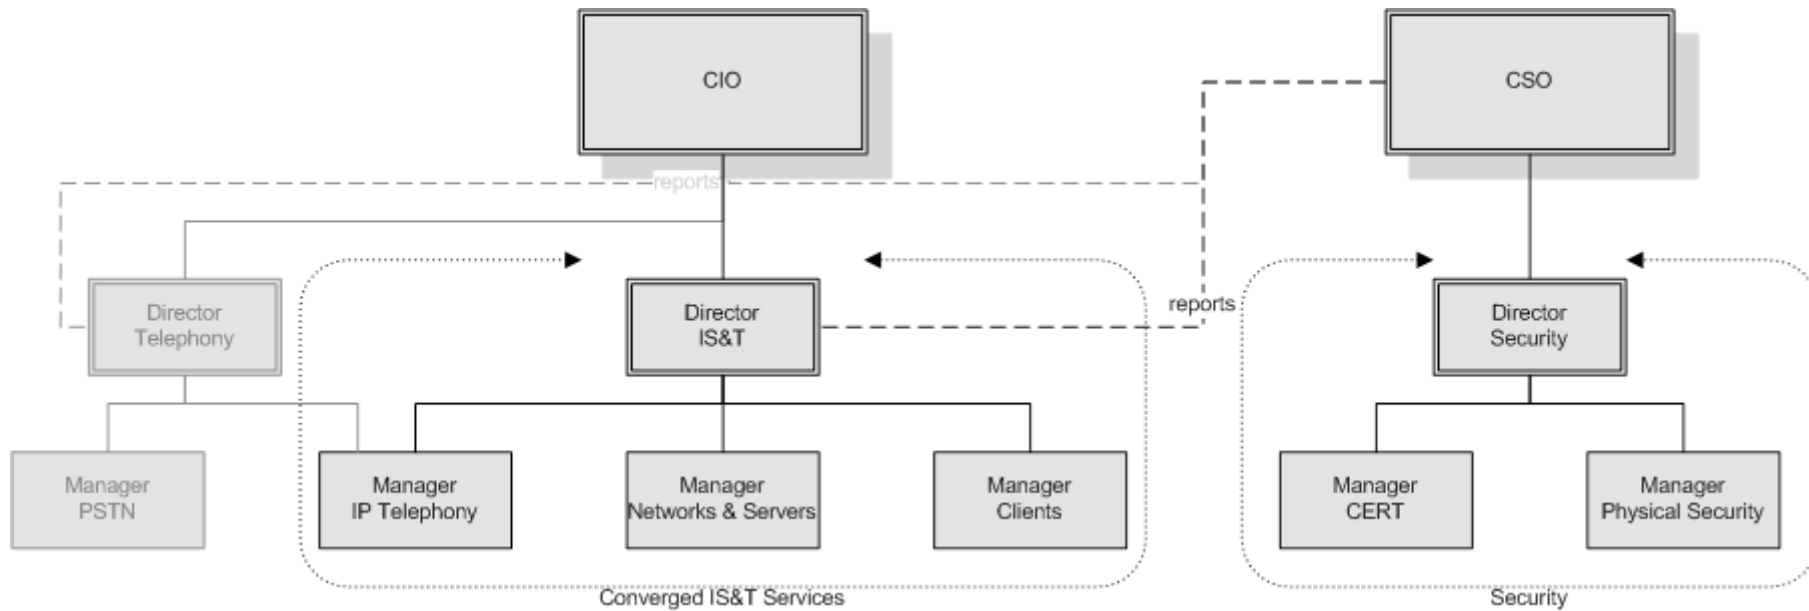 CIO
CSO
reports
Director
Telephony
Director
IS&T
reports
Director
Security
Manager
PSTN
Manager
IP Telephony
Manager
Networks & Servers
Manager
Clients
Manager
CERT
Manager
Physical Security
Converged IS&T Services
Security